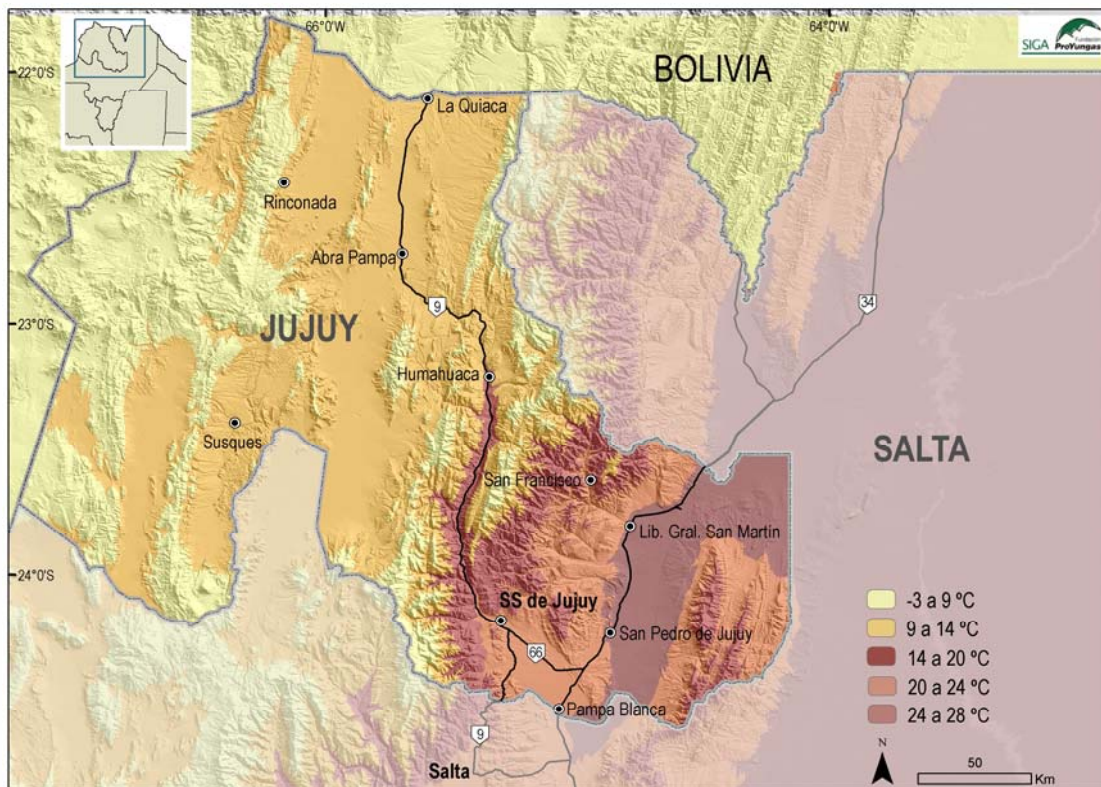 66°0'W
64°0'W
SIGA
Fundación
ProYungas
22°0'S
BOLIVIA
La Quiaca
Rinconada
Abra Pampa
9
34
23°0'S
JUJUY
Humahuaca
Susques
SALTA
San Francisco
Lib. Gral. San Martin
24°0'S
SS de Jujuy
San Pedro de Jujuy
66
Pampa Blanca
9
Salta
-3 a 9 ºC
9 a 14 ºC
14 a 20 ºC
20 a 24 ºC
24 a 28 ºC
N
50
Km